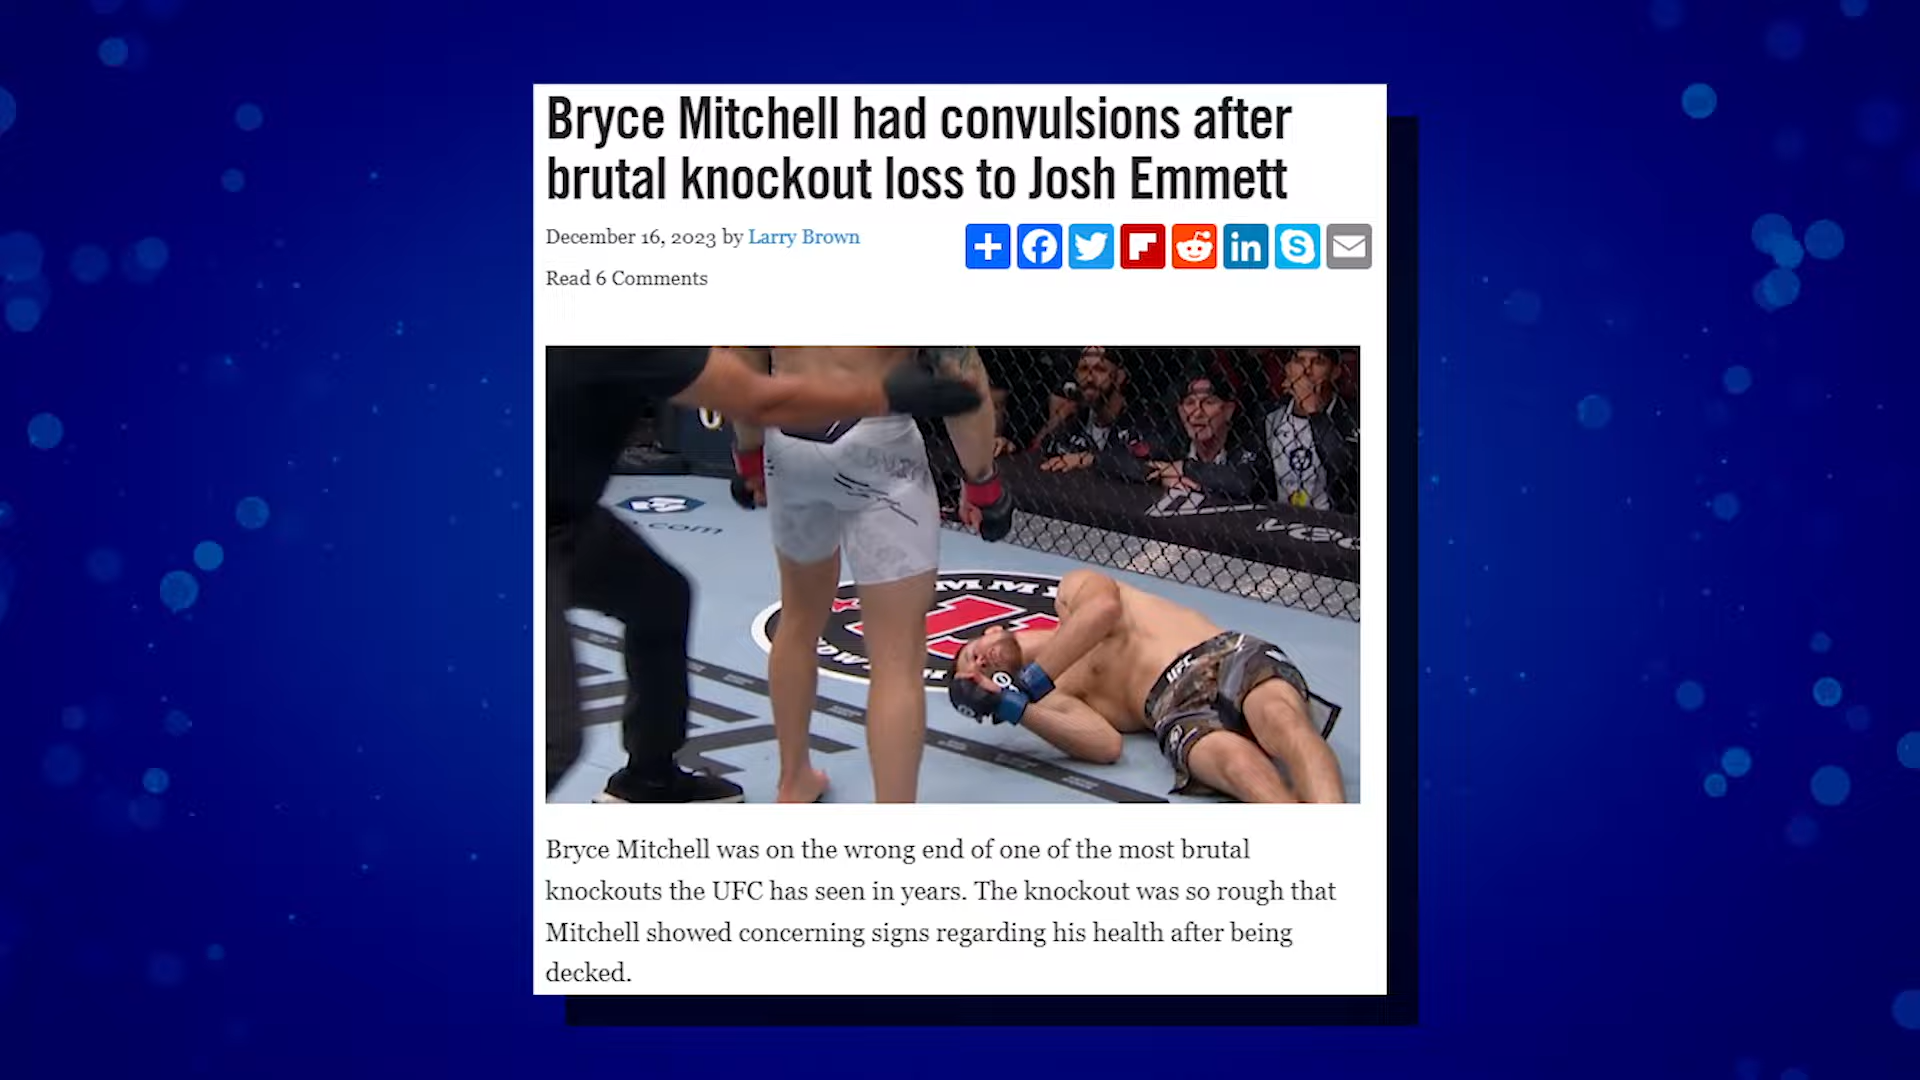 Bryce Mitchell had convulsions after
brutal knockout loss to Josh Emmett
December 16, 2023 by Larry Brown
Read 6 Comments
.com
UFC
Bryce Mitchell was on the wrong end of one of the most brutal
knockouts the UFC has seen in years. The knockout was so rough that
Mitchell showed concerning signs regarding his health after being
decked.